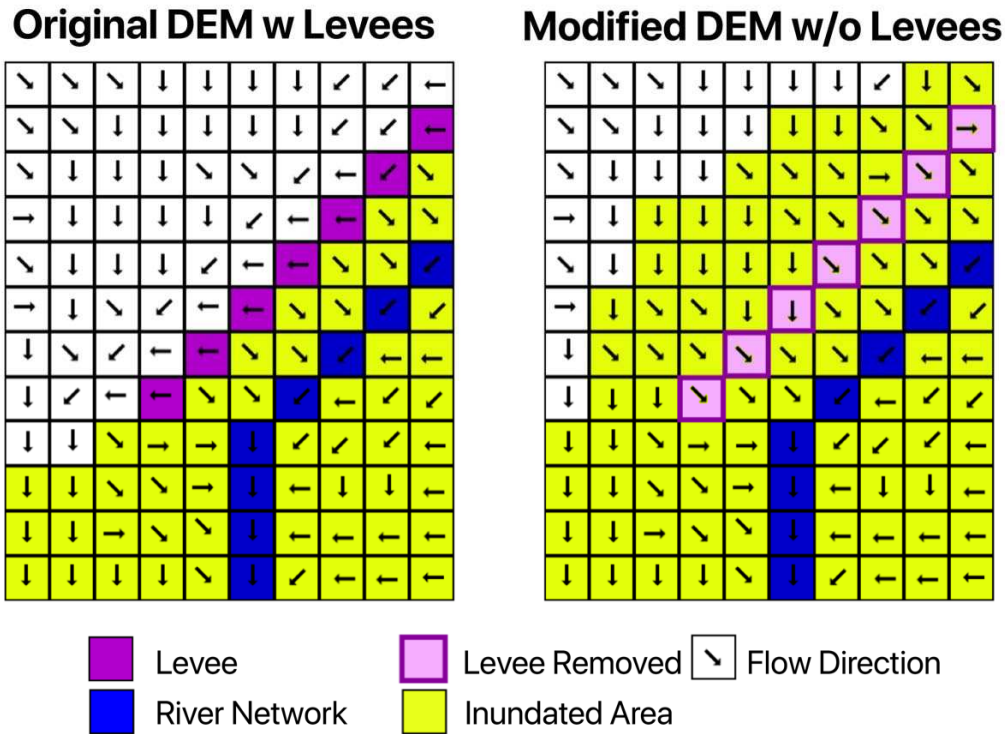 Original DEM w Levees
Modified DEM w/o Levees
Levee
Levee Removed
Flow Direction
River Network
Inundated Area